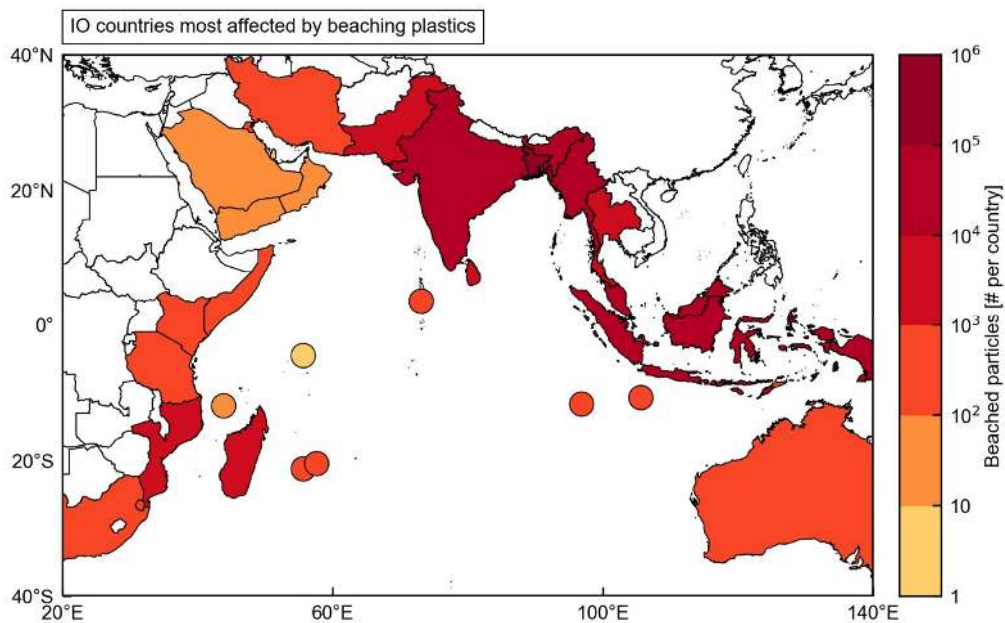 IO countries most affected by beaching plastics
40°N
20°N
0°
20°S
40°S
20°E
60°E
100°E
140°E
10⁶
10⁵
10⁴
10³
10²
10
1
Beached particles [# per country]